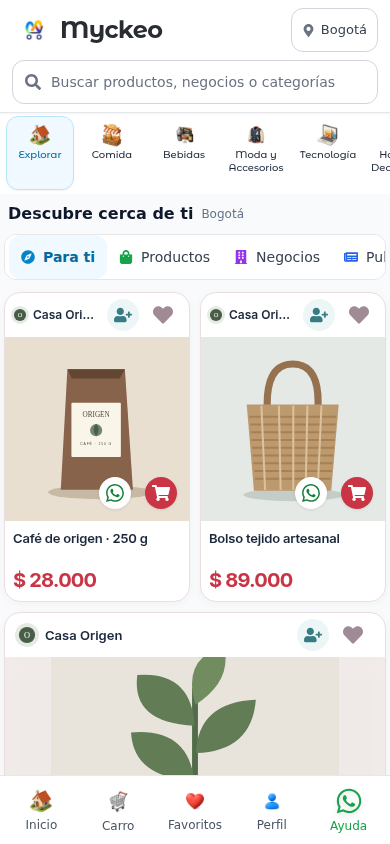 Myckeo
Bogotá
Buscar productos, negocios o categorías
Explorar
Comida
Bebidas
Moda y
Accesorios
Tecnología
Descubre cerca de ti Bogotá
Para ti
Productos
Negocios
Casa Ori...
Casa Ori...
ORIGEN
CAFÉ · 250 G
Café de origen · 250 g
$ 28.000
Bolso tejido artesanal
$ 89.000
Casa Origen
Inicio
Carro
Favoritos
Perfil
Ayuda